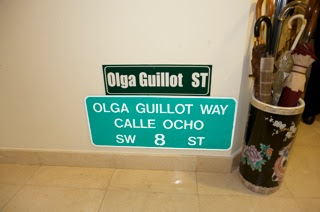 Olga Guillot ST
OLGA GUILLOT WAY
CALLE OCHO
SW 8 ST